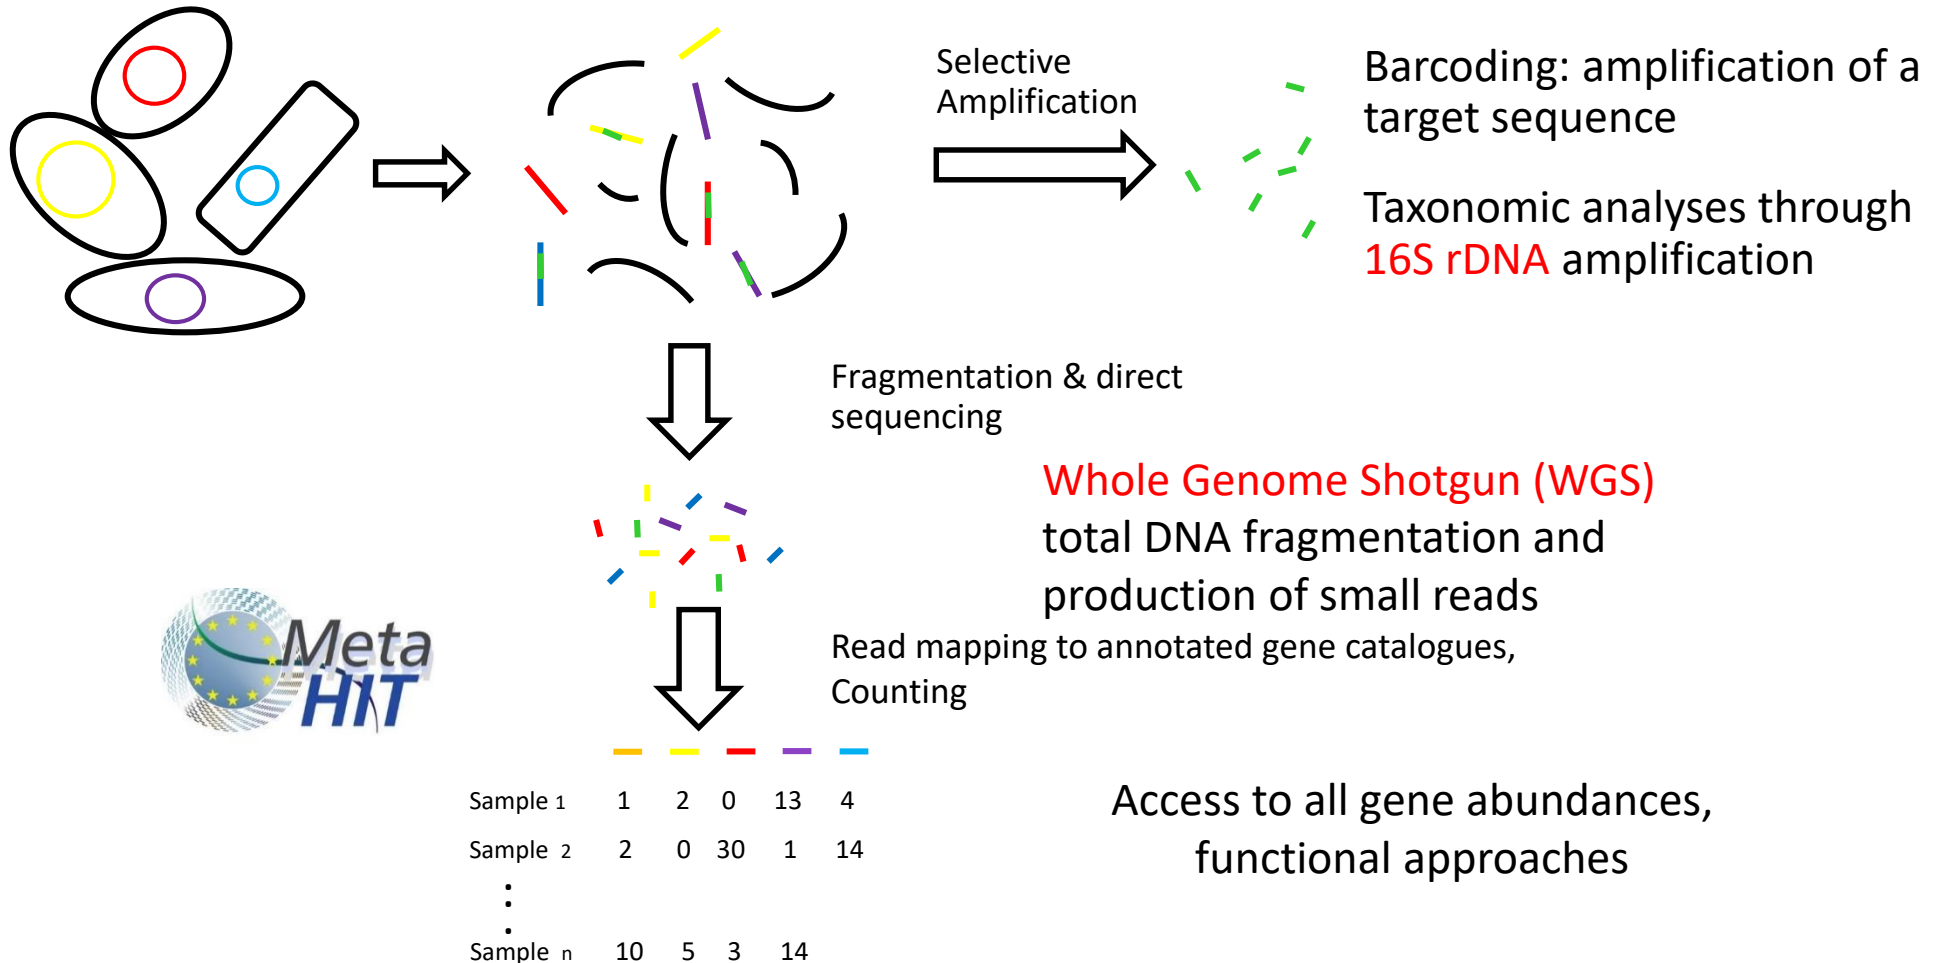 Selective
Amplification
Barcoding: amplification of a
target sequence
Taxonomic analyses through
16S rDNA amplification
Fragmentation & direct
sequencing
Whole Genome Shotgun (WGS)
total DNA fragmentation and
production of small reads
Meta
HIT
Read mapping to annotated gene catalogues,
Counting
Sample 1 1 2 0 13 4
Sample 2 2 0 30 1 14
Access to all gene abundances,
functional approaches
⋮
Sample n 10 5 3 14